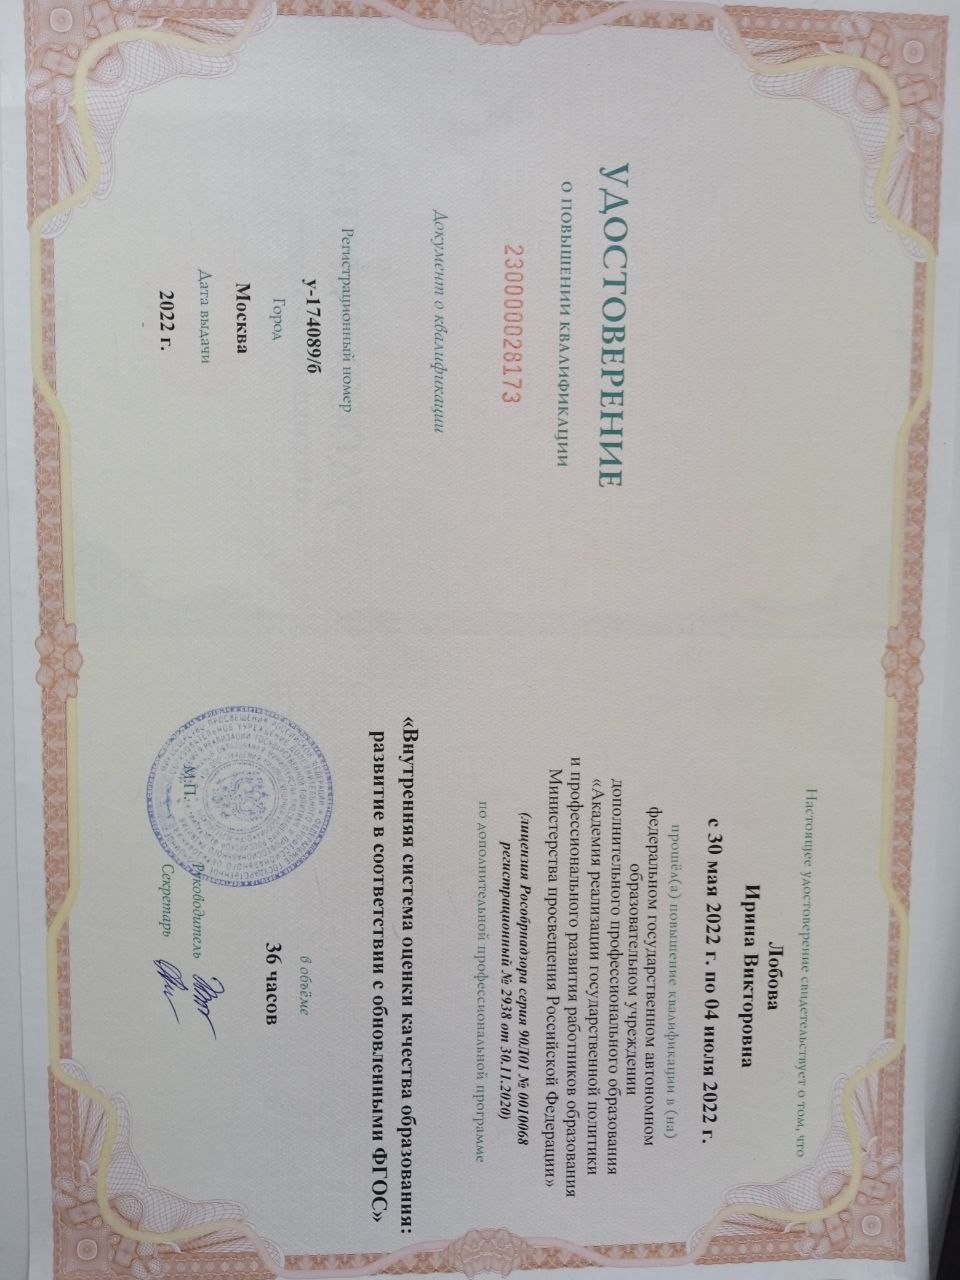 УДОСТОВЕРЕНИЕ
О ПОВЫШЕНИИ КВАЛИФИКАЦИИ
230000028173
Документ о квалификации
Регистрационный номер
у-174089/б
Город
Москва
Дата выдачи
2022 г.
Настоящее удостоверение свидетельствует о том, что
Лобова
Ирина Викторовна
с 30 мая 2022 г. по 04 июля 2022 г.
прошёл(а) повышение квалификации в (на)
федеральном государственном автономном
образовательном учреждении
дополнительного профессионального образования
«Академия реализации государственной политики
и профессионального развития работников образования
Министерства просвещения Российской Федерации»
(лицензия Рособрнадзора серия 90Л01 № 0010068
регистрационный № 2938 от 30.11.2020)
по дополнительной профессиональной программе
«Внутренняя система оценки качества образования:
развитие в соответствии с обновленными ФГОС»
в объёме
36 часов
М.П.
Руководитель
Секретарь